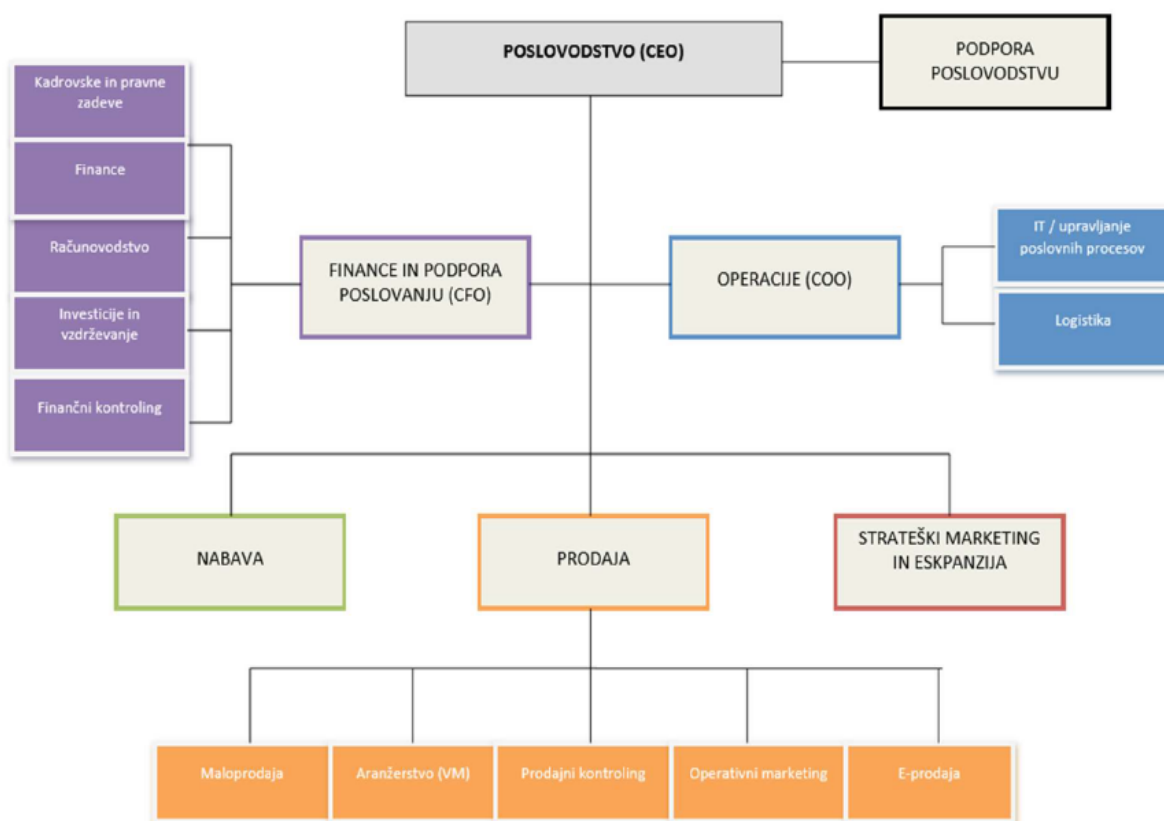 POSLOVODSTVO (CEO)
PODPORA
POSLOVODSTVU
Kadrovske in pravne
zadeve
Finance
Računovodstvo
Investicije in
vzdrževanje
Finančni kontroling
FINANCE IN PODPORA
POSLOVANJU (CFO)
OPERACIJE (COO)
IT / upravljanje
poslovnih procesov
Logistika
NABAVA
PRODAJA
STRATEŠKI MARKETING
IN ESKPANZIJA
Maloprodaja
Aranžerstvo (VM)
Prodajni kontroling
Operativni marketing
E-prodaja